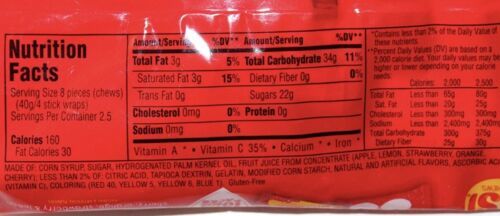 Nutrition
Facts
Serving Size 8 pieces (chews)
(40g/4 stick wraps)
Servings Per Container 2.5
Calories 160
Fat Calories 30
Amount/Serving %DV** Amount/Serving %DV**
Total Fat 3g 5% Total Carbohydrate 34g 11%
Saturated Fat 3g 15% Dietary Fiber 0g 0%
Trans Fat 0g Sugars 22g
Cholesterol 0mg 0% Protein 0g
Sodium 0mg 0%
Vitamin A * • Vitamin C 35% • Calcium * • Iron *
*Contains less than 2% of the Daily Value of
these nutrients.
**Percent Daily Values (DV) are based on a
2,000 calorie diet. Your daily values may be
higher or lower depending on your calorie
needs.
Calories: 2,000 2,500
Total Fat Less than 65g 80g
Sat. Fat Less than 20g 25g
Cholesterol Less than 300mg 300mg
Sodium Less than 2,400mg 2,400mg
Total Carbohydrate 300g 375g
Dietary Fiber 25g 30g
MADE OF: CORN SYRUP, SUGAR, HYDROGENATED PALM KERNEL OIL, FRUIT JUICE FROM CONCENTRATE (APPLE, LEMON, STRAWBERRY, ORANGE,
CHERRY); LESS THAN 2% OF: CITRIC ACID, TAPIOCA DEXTRIN, GELATIN, MODIFIED CORN STARCH, NATURAL AND ARTIFICIAL FLAVORS, ASCORBIC AC
(VITAMIN C), COLORING (RED 40, YELLOW 5, YELLOW 6, BLUE 1). Gluten-Free